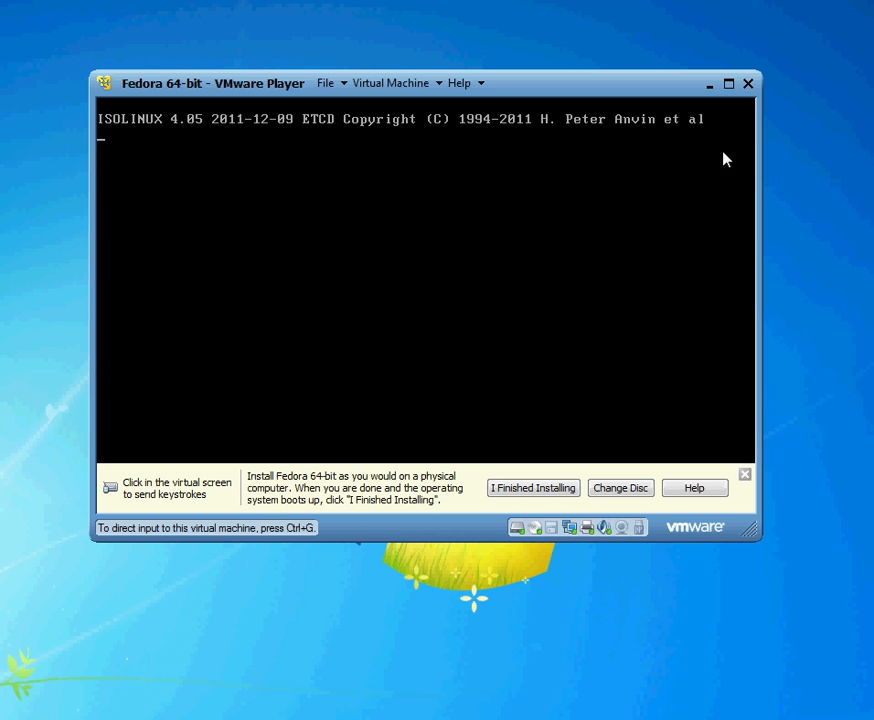 Fedora 64-bit - VMware Player File Virtual Machine Help
ISOLINUX 4.05 2011-12-09 ETCD Copyright (C) 1994-2011 H. Peter Anvin et al
_
Click in the virtual screen
to send keystrokes
Install Fedora 64-bit as you would on a physical
computer. When you are done and the operating
system boots up, click "I Finished Installing".
I Finished Installing
Change Disc
Help
To direct input to this virtual machine, press Ctrl+G.
vmware